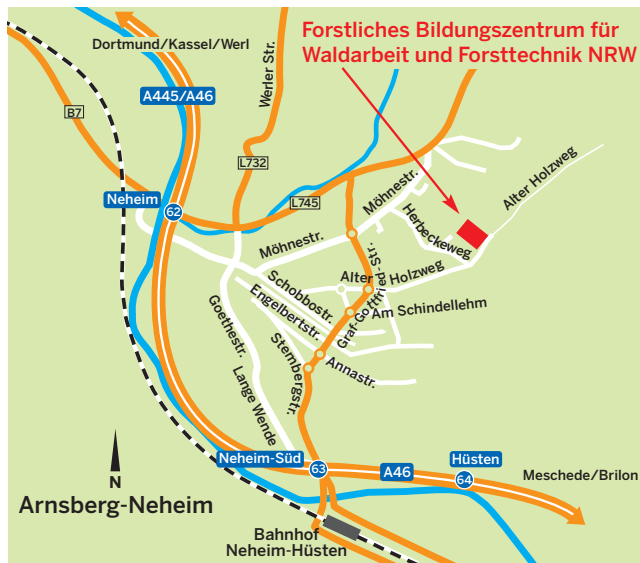 Forstliches Bildungszentrum für
Waldarbeit und Forsttechnik NRW
Dortmund/Kassel/Werl
Werler Str.
A445/A46
B7
L732
Neheim
62
L745
Möhnestr.
Alter Holzweg
Herbeckeweg
Möhnestr.
Alter Holzweg
Schobbostr.
Engelbertstr.
Graf-Gottfried-Str.
Am Schindellehm
Goethestr.
Stembergstr.
Annastr.
Lange Wende
Neheim-Süd
63
A46
Hüsten
64
Meschede/Brilon
N
Arnsberg-Neheim
Bahnhof
Neheim-Hüsten